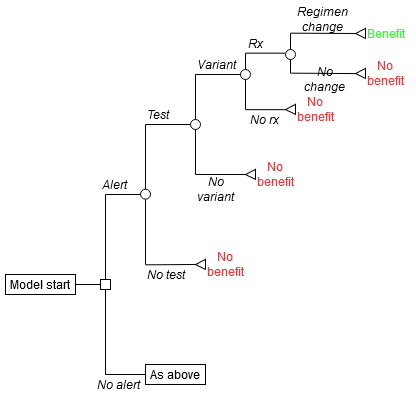 Regimen
change
Benefit
Rx
Variant
No
change
No
benefit
Test
No rx
No
benefit
Alert
No
variant
No
benefit
No test
No
benefit
Model start
No alert
As above